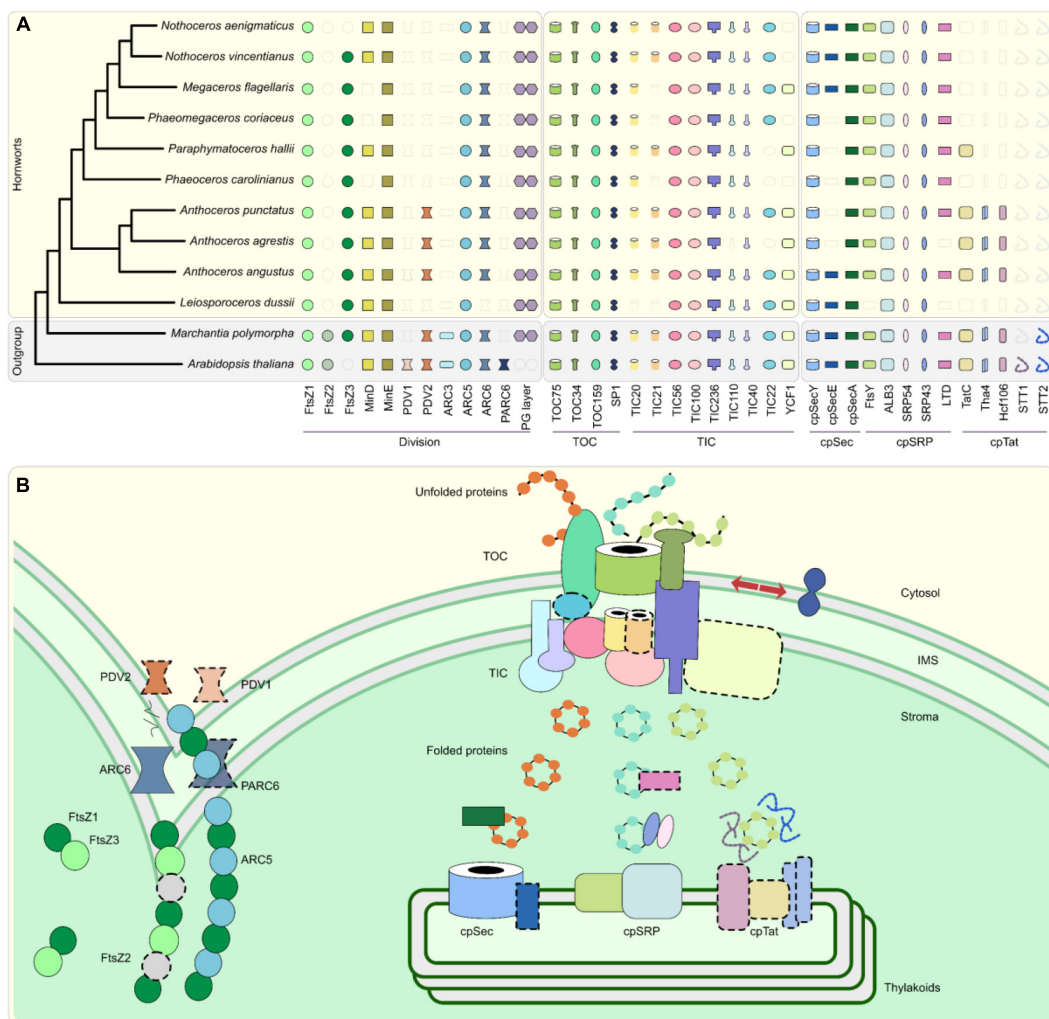 A
Hornworts
Nothoceros aenigmaticus
Nothoceros vincentianus
Megaceros flagellaris
Phaeomegaceros coriaceus
Paraphymatoceros hallii
Phaeoceros carolinianus
Anthoceros punctatus
Anthoceros agrestis
Anthoceros angustus
Leiosporoceros dussii
Outgroup
Marchantia polymorpha
Arabidopsis thaliana
FtsZ1
FtsZ2
FtsZ3
MinD
MinE
PDV1
PDV2
ARC3
ARC5
ARC6
PARC6
PG layer
TOC75
TOC34
TOC159
SP1
TIC20
TIC21
TIC56
TIC100
TIC236
TIC110
TIC40
TIC22
YCF1
cpSecY
cpSecE
cpSecA
FtsY
ALB3
SRP54
SRP43
LTD
TatC
Tha4
Hcf106
STT1
STT2
Division
TOC
TIC
cpSec
cpSRP
cpTat
B
Unfolded proteins
TOC
Cytosol
IMS
TIC
Stroma
PDV2
PDV1
ARC6
PARC6
Folded proteins
FtsZ1
FtsZ3
ARC5
FtsZ2
cpSec
cpSRP
cpTat
Thylakoids